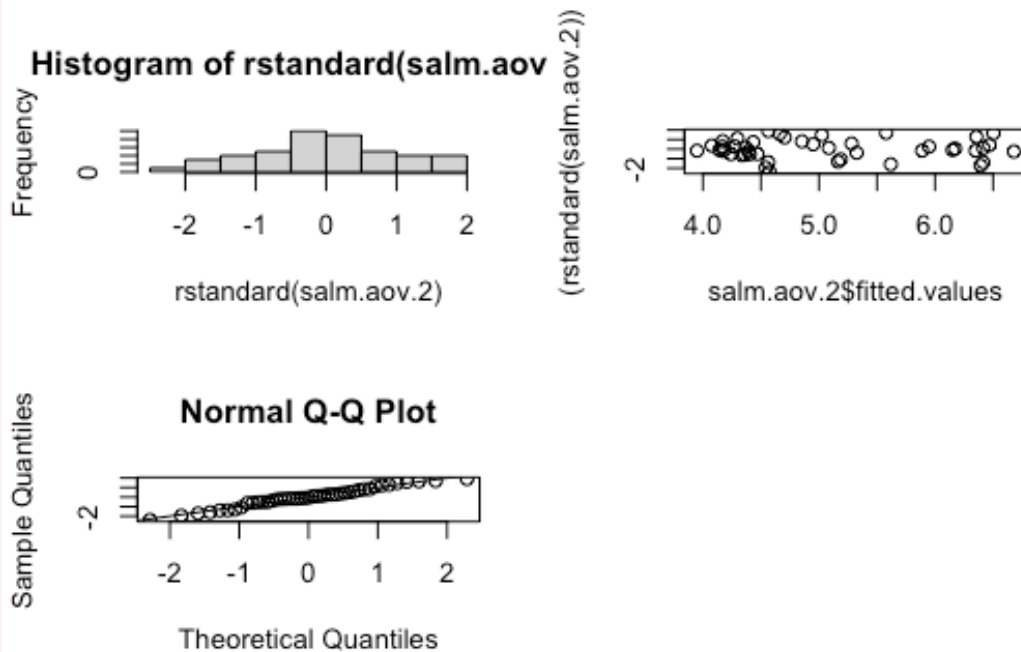 Histogram of rstandard(salm.aov
Frequency
0
-2 -1 0 1 2
rstandard(salm.aov.2)
(rstandard(salm.aov.2))
-2
4.0 5.0 6.0
salm.aov.2$fitted.values
Normal Q-Q Plot
Sample Quantiles
-2
-2 -1 0 1 2
Theoretical Quantiles